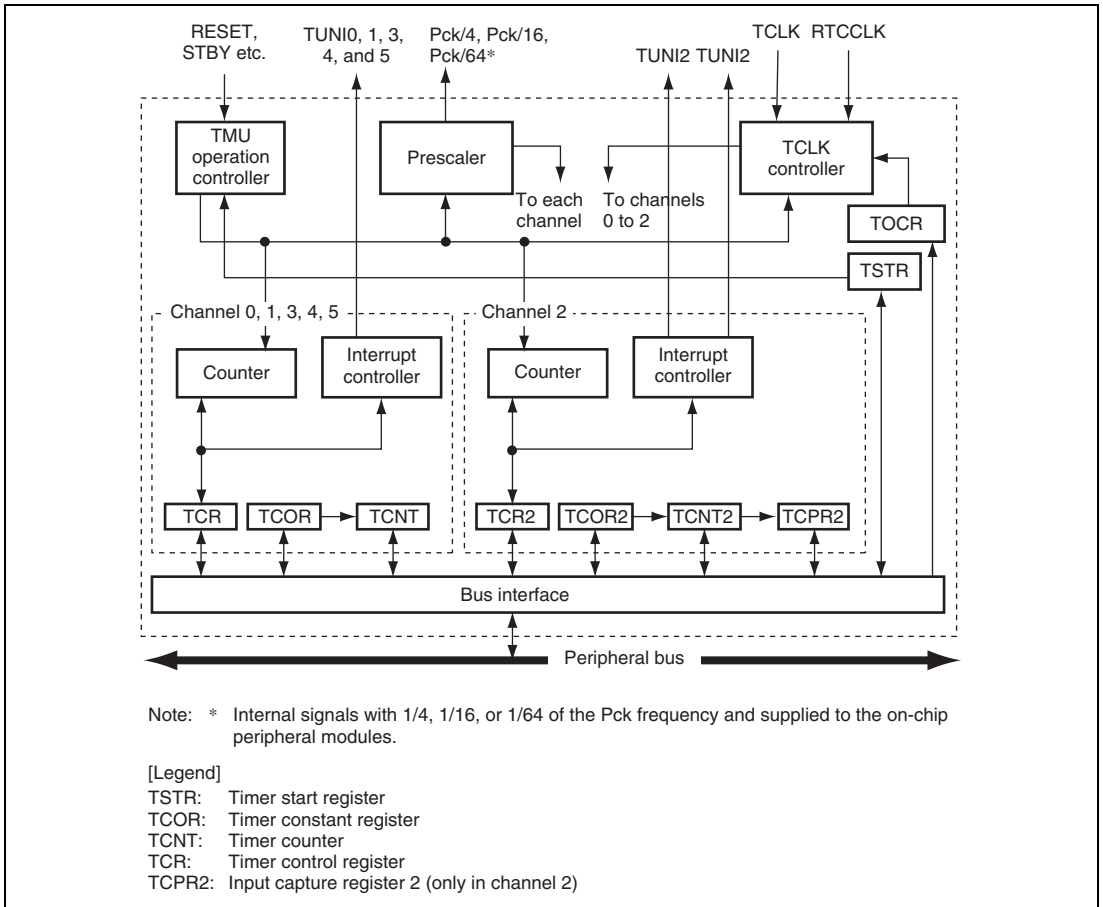 RESET,
STBY etc.
TUNI0, 1, 3,
4, and 5
Pck/4, Pck/16,
Pck/64*
TUNI2 TUNI2
TCLK RTCCLK
TMU
operation
controller
Prescaler
TCLK
controller
To each
channel
To channels
0 to 2
TOCR
TSTR
Channel 0, 1, 3, 4, 5
Channel 2
Counter
Interrupt
controller
Counter
Interrupt
controller
TCR
TCOR
TCNT
TCR2
TCOR2
TCNT2
TCPR2
Bus interface
Peripheral bus
Note: * Internal signals with 1/4, 1/16, or 1/64 of the Pck frequency and supplied to the on-chip
peripheral modules.
[Legend]
TSTR: Timer start register
TCOR: Timer constant register
TCNT: Timer counter
TCR: Timer control register
TCPR2: Input capture register 2 (only in channel 2)